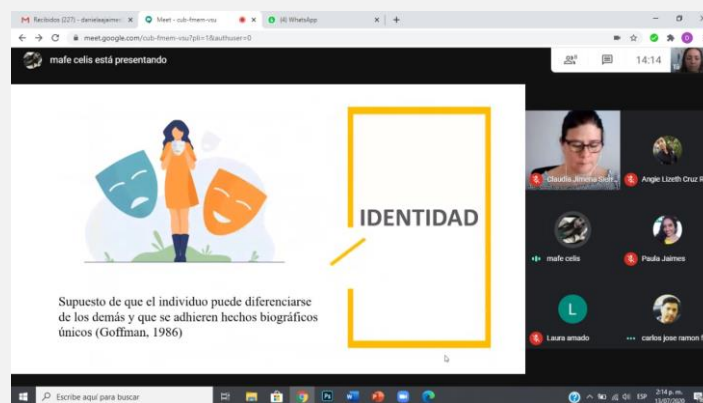 Recibidos (227) - danielaajaimes
Meet - cub-fmem-vsu
(4) WhatsApp
meet.google.com/cub-fmem-vsu?pli=1&authuser=0
mafe celis está presentando
14:14
IDENTIDAD
Supuesto de que el individuo puede diferenciarse
de los demás y que se adhieren hechos biográficos
únicos (Goffman, 1986)
Claudia Jimena
Angie Lizeth Cruz R
mafe celis
Paula Jaimes
L
Laura amado
carlos jose ramon
Escribe aquí para buscar
ESP
2:14 p. m.
13/07/2020